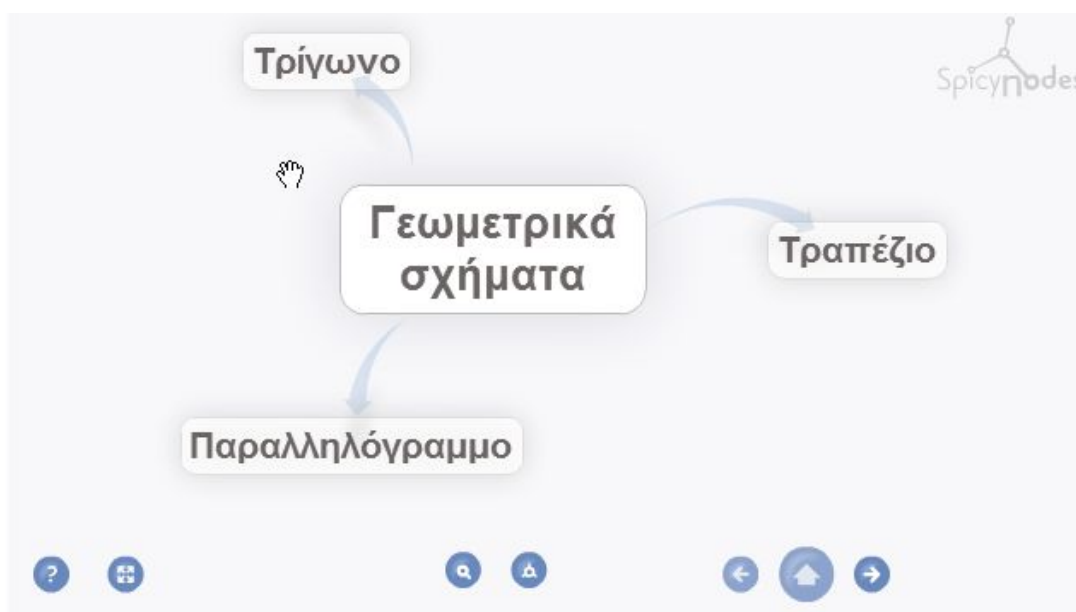 Τρίγωνο
Spicynodes
Γεωμετρικά
σχήματα
Τραπέζιο
Παραλληλόγραμμο
?